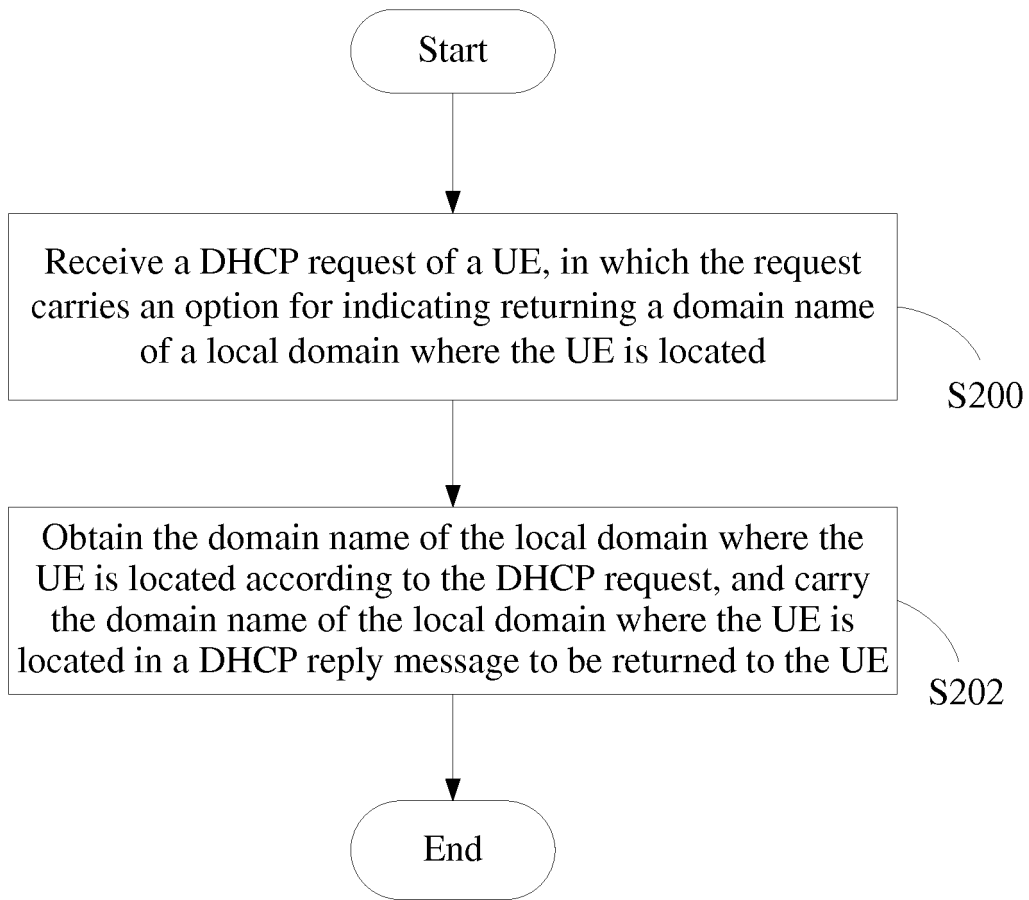 Start
Receive a DHCP request of a UE, in which the request
carries an option for indicating returning a domain name
of a local domain where the UE is located
S200
Obtain the domain name of the local domain where the
UE is located according to the DHCP request, and carry
the domain name of the local domain where the UE is
located in a DHCP reply message to be returned to the UE
S202
End